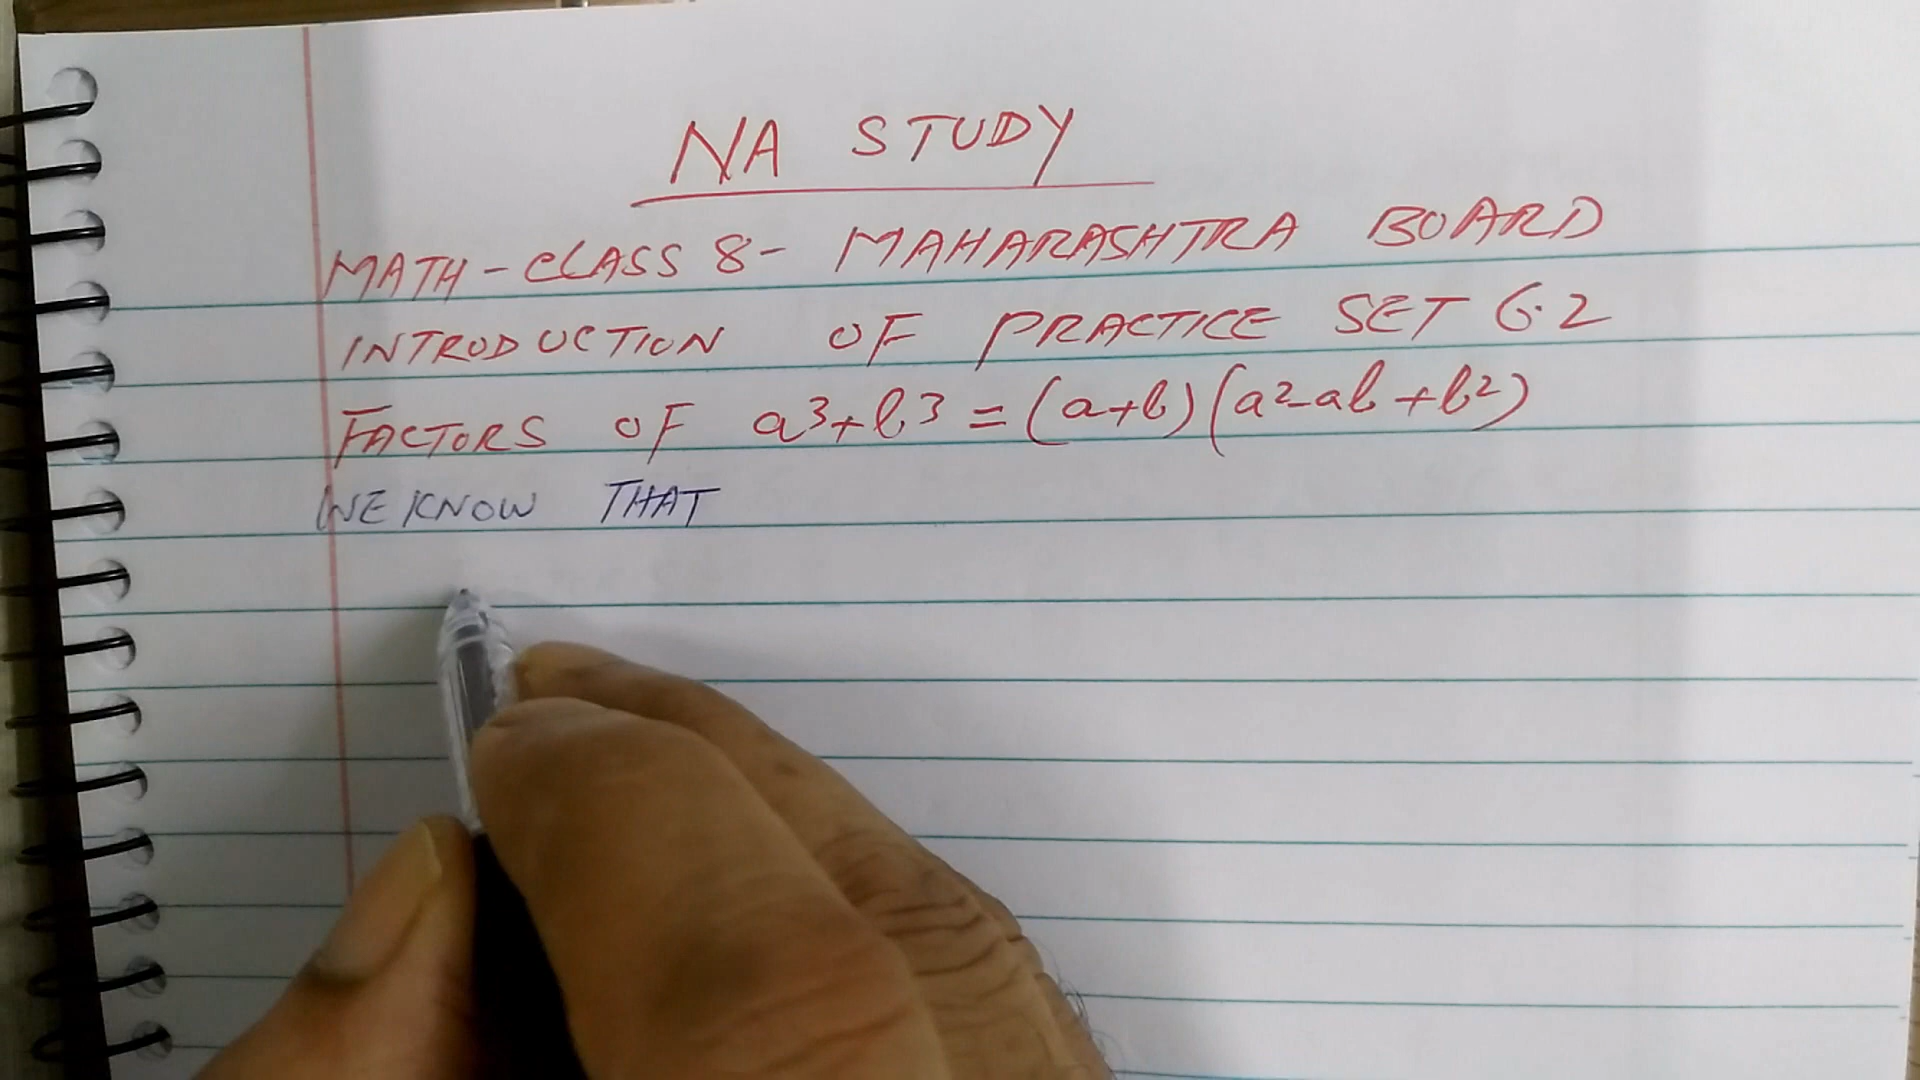 NA STUDY
MATH - CLASS 8 - MAHARASHTRA BOARD
INTRODUCTION OF PRACTICE SET 6.2
FACTORS OF a³+b³ = (a+b)(a²-ab+b²)
WE KNOW THAT